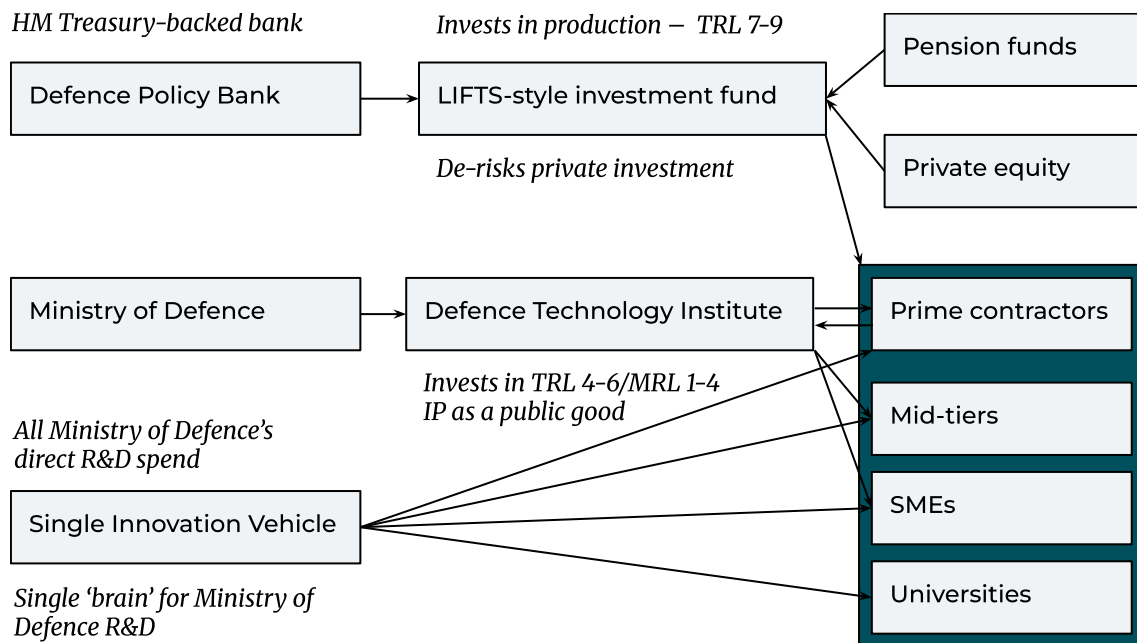 HM Treasury-backed bank
Invests in production – TRL 7-9
Pension funds
Defence Policy Bank
LIFTS-style investment fund
De-risks private investment
Private equity
Ministry of Defence
Defence Technology Institute
Prime contractors
Invests in TRL 4-6/MRL 1-4
IP as a public good
Mid-tiers
All Ministry of Defence’s
direct R&D spend
Single Innovation Vehicle
SMEs
Single ‘brain’ for Ministry of
Defence R&D
Universities